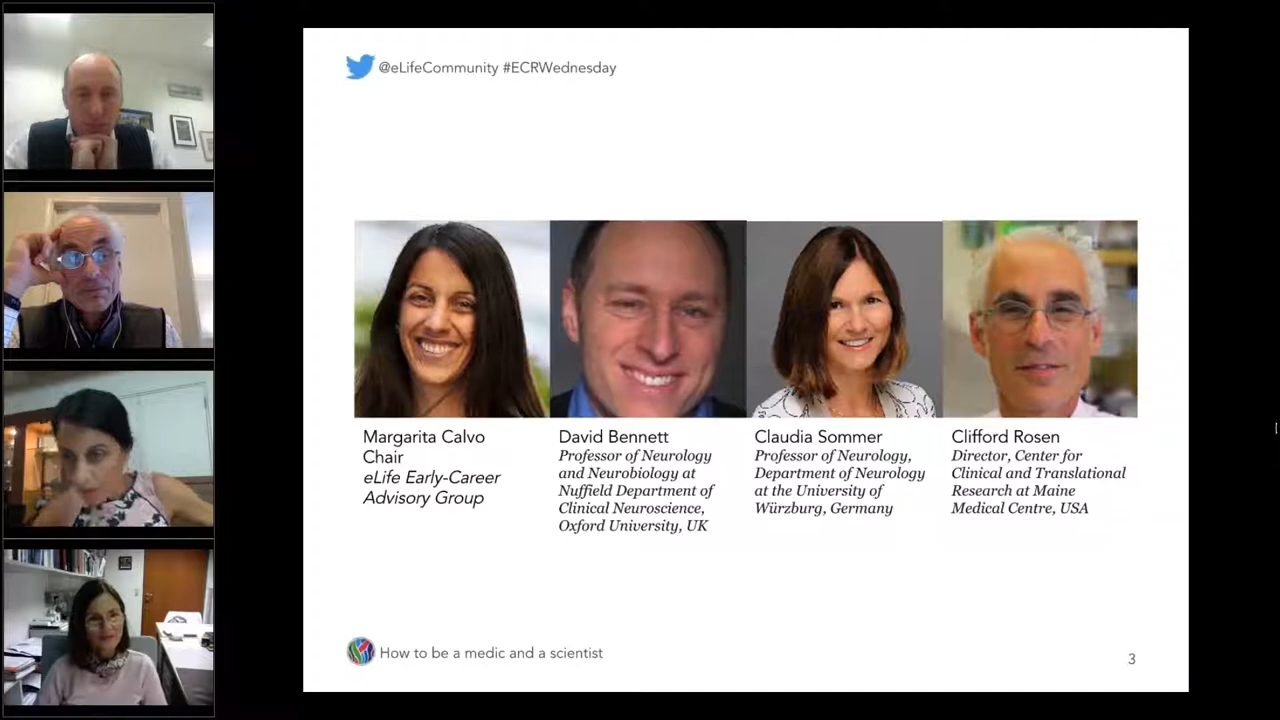 @eLifeCommunity #ECRWednesday
Margarita Calvo
Chair
eLife Early-Career
Advisory Group
David Bennett
Professor of Neurology
and Neurobiology at
Nuffield Department of
Clinical Neuroscience,
Oxford University, UK
Claudia Sommer
Professor of Neurology,
Department of Neurology
at the University of
Würzburg, Germany
Clifford Rosen
Director, Center for
Clinical and Translational
Research at Maine
Medical Centre, USA
How to be a medic and a scientist
3